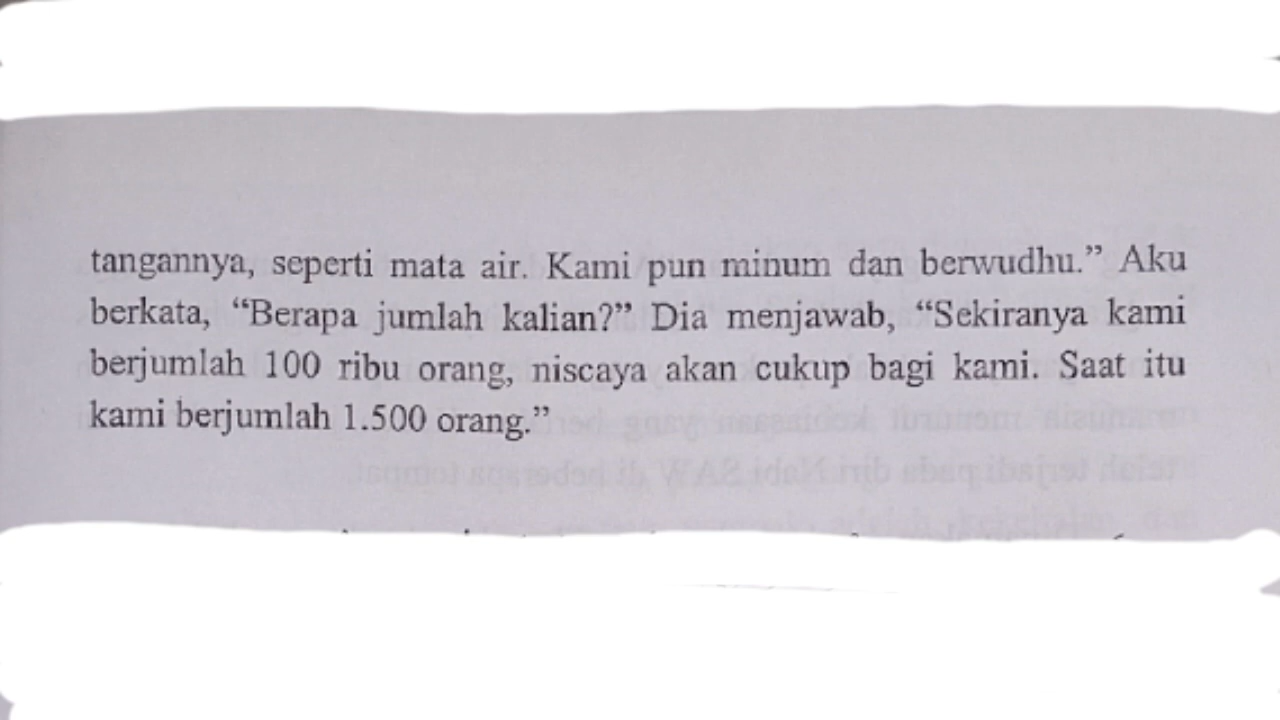 tangannya, seperti mata air. Kami pun minum dan berwudhu.” Aku
berkata, “Berapa jumlah kalian?” Dia menjawab, “Sekiranya kami
berjumlah 100 ribu orang, niscaya akan cukup bagi kami. Saat itu
kami berjumlah 1.500 orang.”